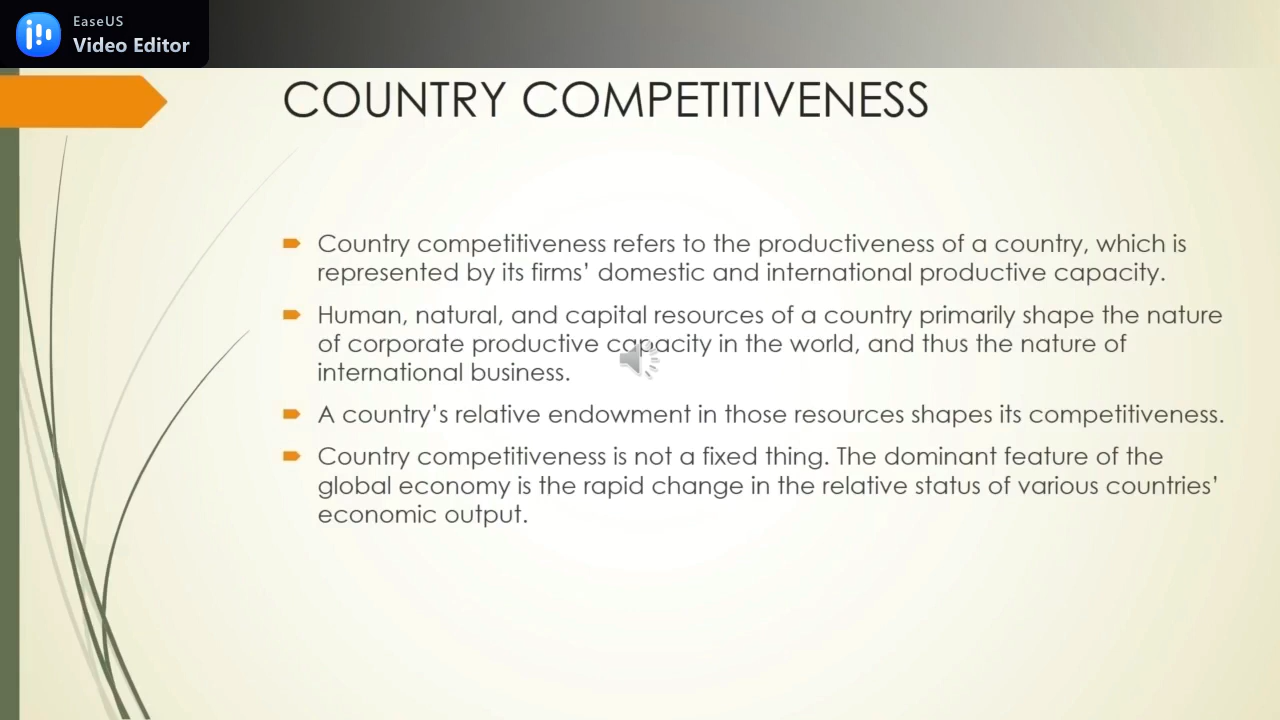 EaseUS
Video Editor
COUNTRY COMPETITIVENESS
Country competitiveness refers to the productiveness of a country, which is
represented by its firms’ domestic and international productive capacity.
Human, natural, and capital resources of a country primarily shape the nature
of corporate productive capacity in the world, and thus the nature of
international business.
A country’s relative endowment in those resources shapes its competitiveness.
Country competitiveness is not a fixed thing. The dominant feature of the
global economy is the rapid change in the relative status of various countries’
economic output.